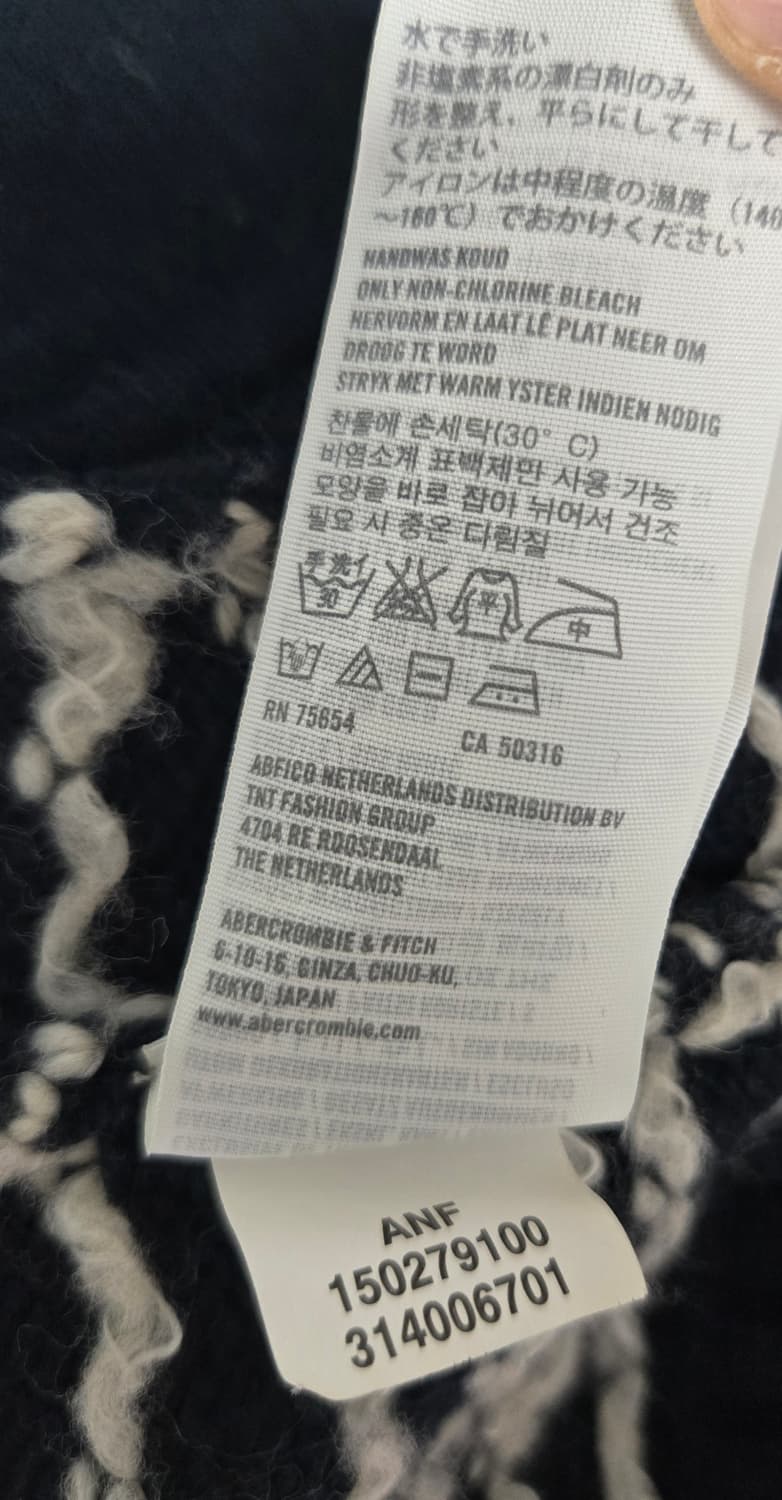 水で手洗い
非塩素系の漂白剤のみ
形を整え、平らにして干して
ください
アイロンは中程度の温度 (140
~160℃) でおかけください
HANDWAS KOUD
ONLY NON-CHLORINE BLEACH
HERVORM EN LAAT LÊ PLAT NEER OM
DROOG TE WORD
STRYK MET WARM YSTER INDIEN NODIG
찬물에 손세탁(30° C)
비염소계 표백제만 사용 가능
모양을 바로 잡아 뉘어서 건조
필요 시 중온 다림질
手洗イ
30
平
中
RN 75654
CA 50316
ABFICO NETHERLANDS DISTRIBUTION BV
TNT FASHION GROUP
4704 RE ROOSENDAAL
THE NETHERLANDS
ABERCROMBIE & FITCH
6-10-16, GINZA, CHUO-KU,
TOKYO, JAPAN
www.abercrombie.com
ANF
150279100
314006701